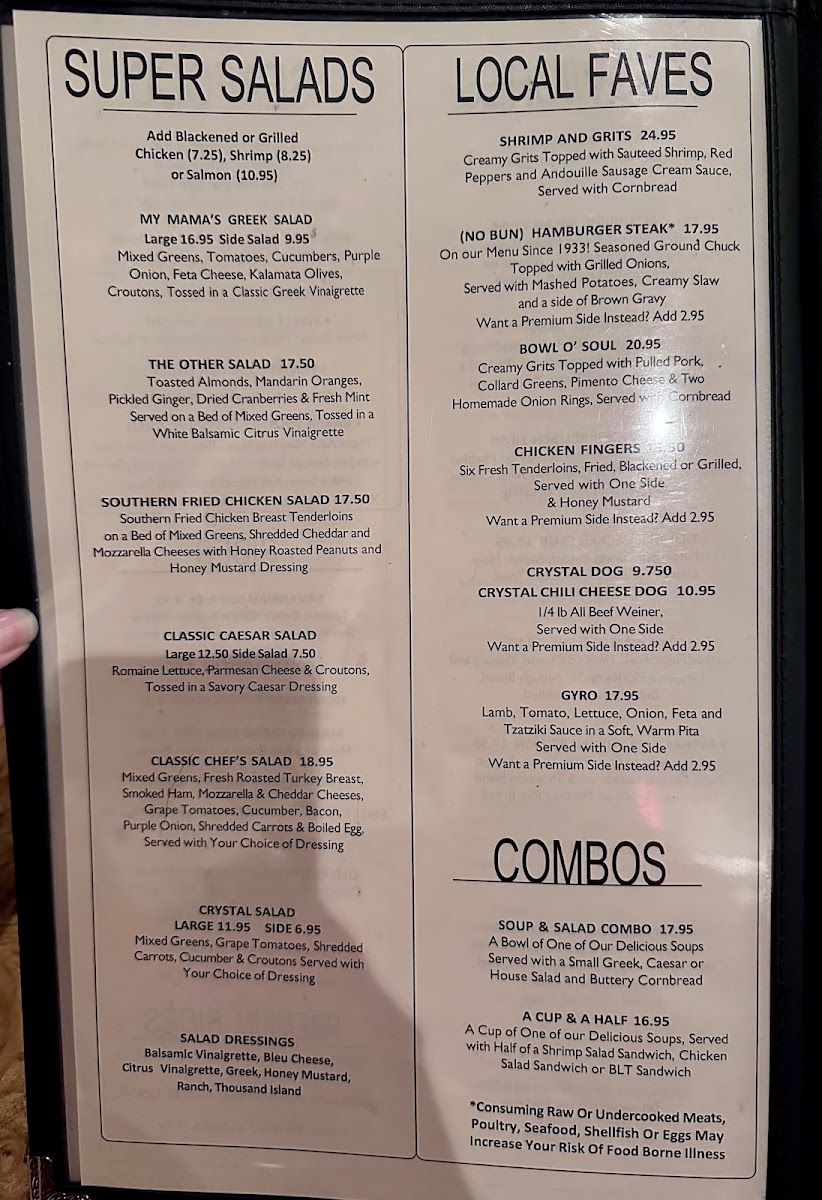 SUPER SALADS
Add Blackened or Grilled
Chicken (7.25), Shrimp (8.25)
or Salmon (10.95)
MY MAMA'S GREEK SALAD
Large 16.95 Side Salad 9.95
Mixed Greens, Tomatoes, Cucumbers, Purple
Onion, Feta Cheese, Kalamata Olives,
Croutons, Tossed in a Classic Greek Vinaigrette
THE OTHER SALAD 17.50
Toasted Almonds, Mandarin Oranges,
Pickled Ginger, Dried Cranberries & Fresh Mint
Served on a Bed of Mixed Greens, Tossed in a
White Balsamic Citrus Vinaigrette
SOUTHERN FRIED CHICKEN SALAD 17.50
Southern Fried Chicken Breast Tenderloins
on a Bed of Mixed Greens, Shredded Cheddar and
Mozzarella Cheeses with Honey Roasted Peanuts and
Honey Mustard Dressing
CLASSIC CAESAR SALAD
Large 12.50 Side Salad 7.50
Romaine Lettuce, Parmesan Cheese & Croutons,
Tossed in a Savory Caesar Dressing
CLASSIC CHEF'S SALAD 18.95
Mixed Greens, Fresh Roasted Turkey Breast,
Smoked Ham, Mozzarella & Cheddar Cheeses,
Grape Tomatoes, Cucumber, Bacon,
Purple Onion, Shredded Carrots & Boiled Egg,
Served with Your Choice of Dressing
CRYSTAL SALAD
LARGE 11.95 SIDE 6.95
Mixed Greens, Grape Tomatoes, Shredded
Carrots, Cucumber & Croutons Served with
Your Choice of Dressing
SALAD DRESSINGS
Balsamic Vinaigrette, Bleu Cheese,
Citrus Vinaigrette, Greek, Honey Mustard,
Ranch, Thousand Island
LOCAL FAVES
SHRIMP AND GRITS 24.95
Creamy Grits Topped with Sauteed Shrimp, Red
Peppers and Andouille Sausage Cream Sauce,
Served with Cornbread
(NO BUN) HAMBURGER STEAK* 17.95
On our Menu Since 1933! Seasoned Ground Chuck
Topped with Grilled Onions,
Served with Mashed Potatoes, Creamy Slaw
and a side of Brown Gravy
Want a Premium Side Instead? Add 2.95
BOWL O' SOUL 20.95
Creamy Grits Topped with Pulled Pork,
Collard Greens, Pimento Cheese & Two
Homemade Onion Rings, Served with Cornbread
CHICKEN FINGERS
Six Fresh Tenderloins, Fried, Blackened or Grilled,
Served with One Side
& Honey Mustard
Want a Premium Side Instead? Add 2.95
CRYSTAL DOG 9.750
CRYSTAL CHILI CHEESE DOG 10.95
1/4 lb All Beef Weiner,
Served with One Side
Want a Premium Side Instead? Add 2.95
GYRO 17.95
Lamb, Tomato, Lettuce, Onion, Feta and
Tzatziki Sauce in a Soft, Warm Pita
Served with One Side
Want a Premium Side Instead? Add 2.95
COMBOS
SOUP & SALAD COMBO 17.95
A Bowl of One of Our Delicious Soups
Served with a Small Greek, Caesar or
House Salad and Buttery Cornbread
A CUP & A HALF 16.95
A Cup of One of our Delicious Soups, Served
with Half of a Shrimp Salad Sandwich, Chicken
Salad Sandwich or BLT Sandwich
*Consuming Raw Or Undercooked Meats,
Poultry, Seafood, Shellfish Or Eggs May
Increase Your Risk Of Food Borne Illness